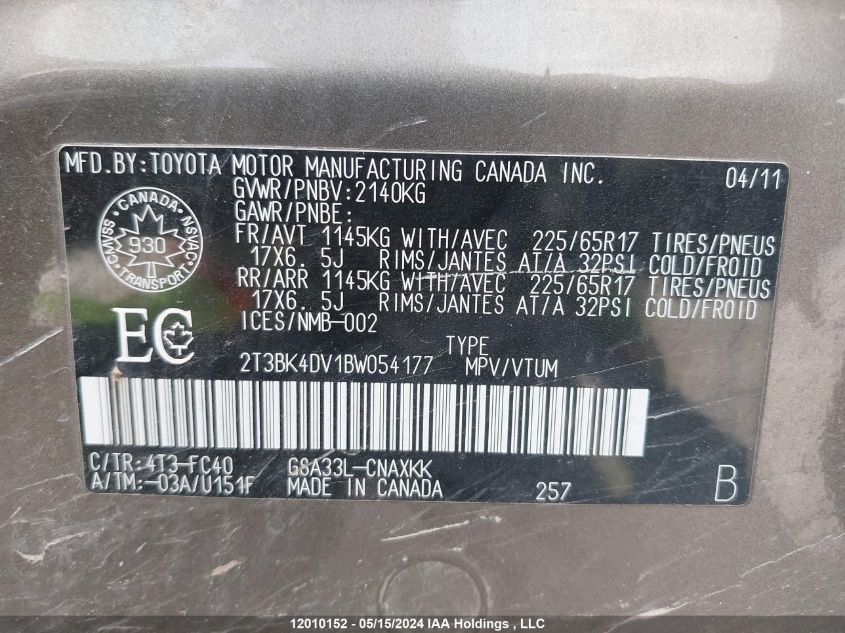 MFD.BY:TOYOTA MOTOR MANUFACTURING CANADA INC. 04/11
GVWR/PNBV:2140KG
GAWR/PNBE:
FR/AVT 1145KG WITH/AVEC 225/65R17 TIRES/PNEUS
17X6.5J RIMS/JANTES AT/A 32PSI COLD/FROID
RR/ARR 1145KG WITH/AVEC 225/65R17 TIRES/PNEUS
17X6.5J RIMS/JANTES AT/A 32PSI COLD/FROID
ICES/NMB-002
CANADA
CMVSS 930 NSVAC
TRANSPORT
EC
TYPE
2T3BK4DV1BW054177 MPV/VTUM
C/TR:4T3-FC40 GSA33L-CNAXKK
A/TM:-03A/U151F MADE IN CANADA 257 B
12010152 - 05/15/2024 IAA Holdings , LLC